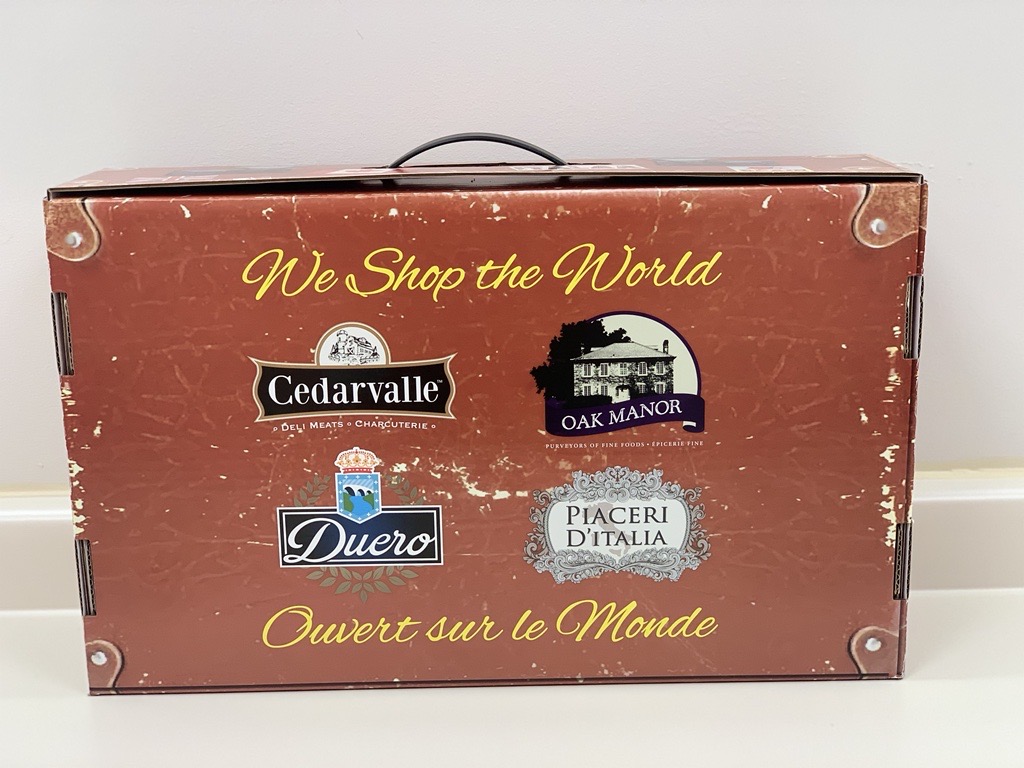 We Shop the World
Cedarvalle™
DELI MEATS ◦ CHARCUTERIE
OAK MANOR
PURVEYORS OF FINE FOODS • ÉPICERIE FINE
Duero
PIACERI
D'ITALIA
Ouvert sur le Monde